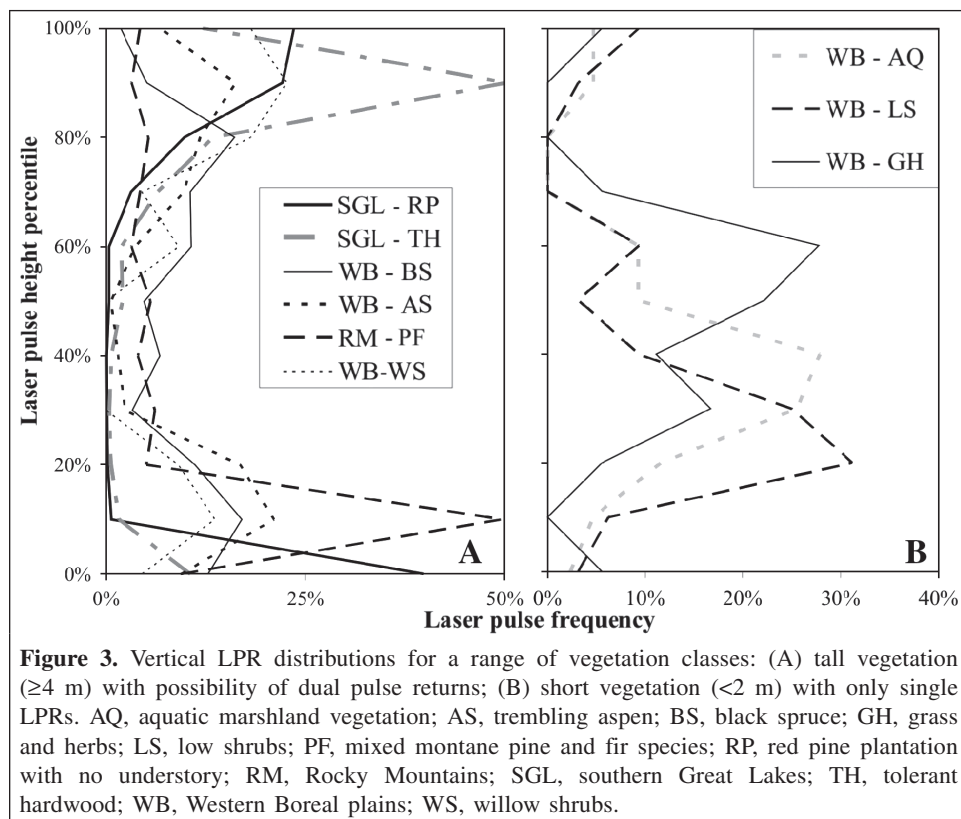 Laser pulse height percentile
100%
80%
60%
40%
20%
0%
SGL - RP
SGL - TH
WB - BS
WB - AS
RM - PF
WB-WS
A
0%
25%
50%
WB - AQ
WB - LS
WB - GH
B
0%
10%
20%
30%
40%
Laser pulse frequency
Figure 3. Vertical LPR distributions for a range of vegetation classes: (A) tall vegetation
(≥4 m) with possibility of dual pulse returns; (B) short vegetation (<2 m) with only single
LPRs. AQ, aquatic marshland vegetation; AS, trembling aspen; BS, black spruce; GH, grass
and herbs; LS, low shrubs; PF, mixed montane pine and fir species; RP, red pine plantation
with no understory; RM, Rocky Mountains; SGL, southern Great Lakes; TH, tolerant
hardwood; WB, Western Boreal plains; WS, willow shrubs.